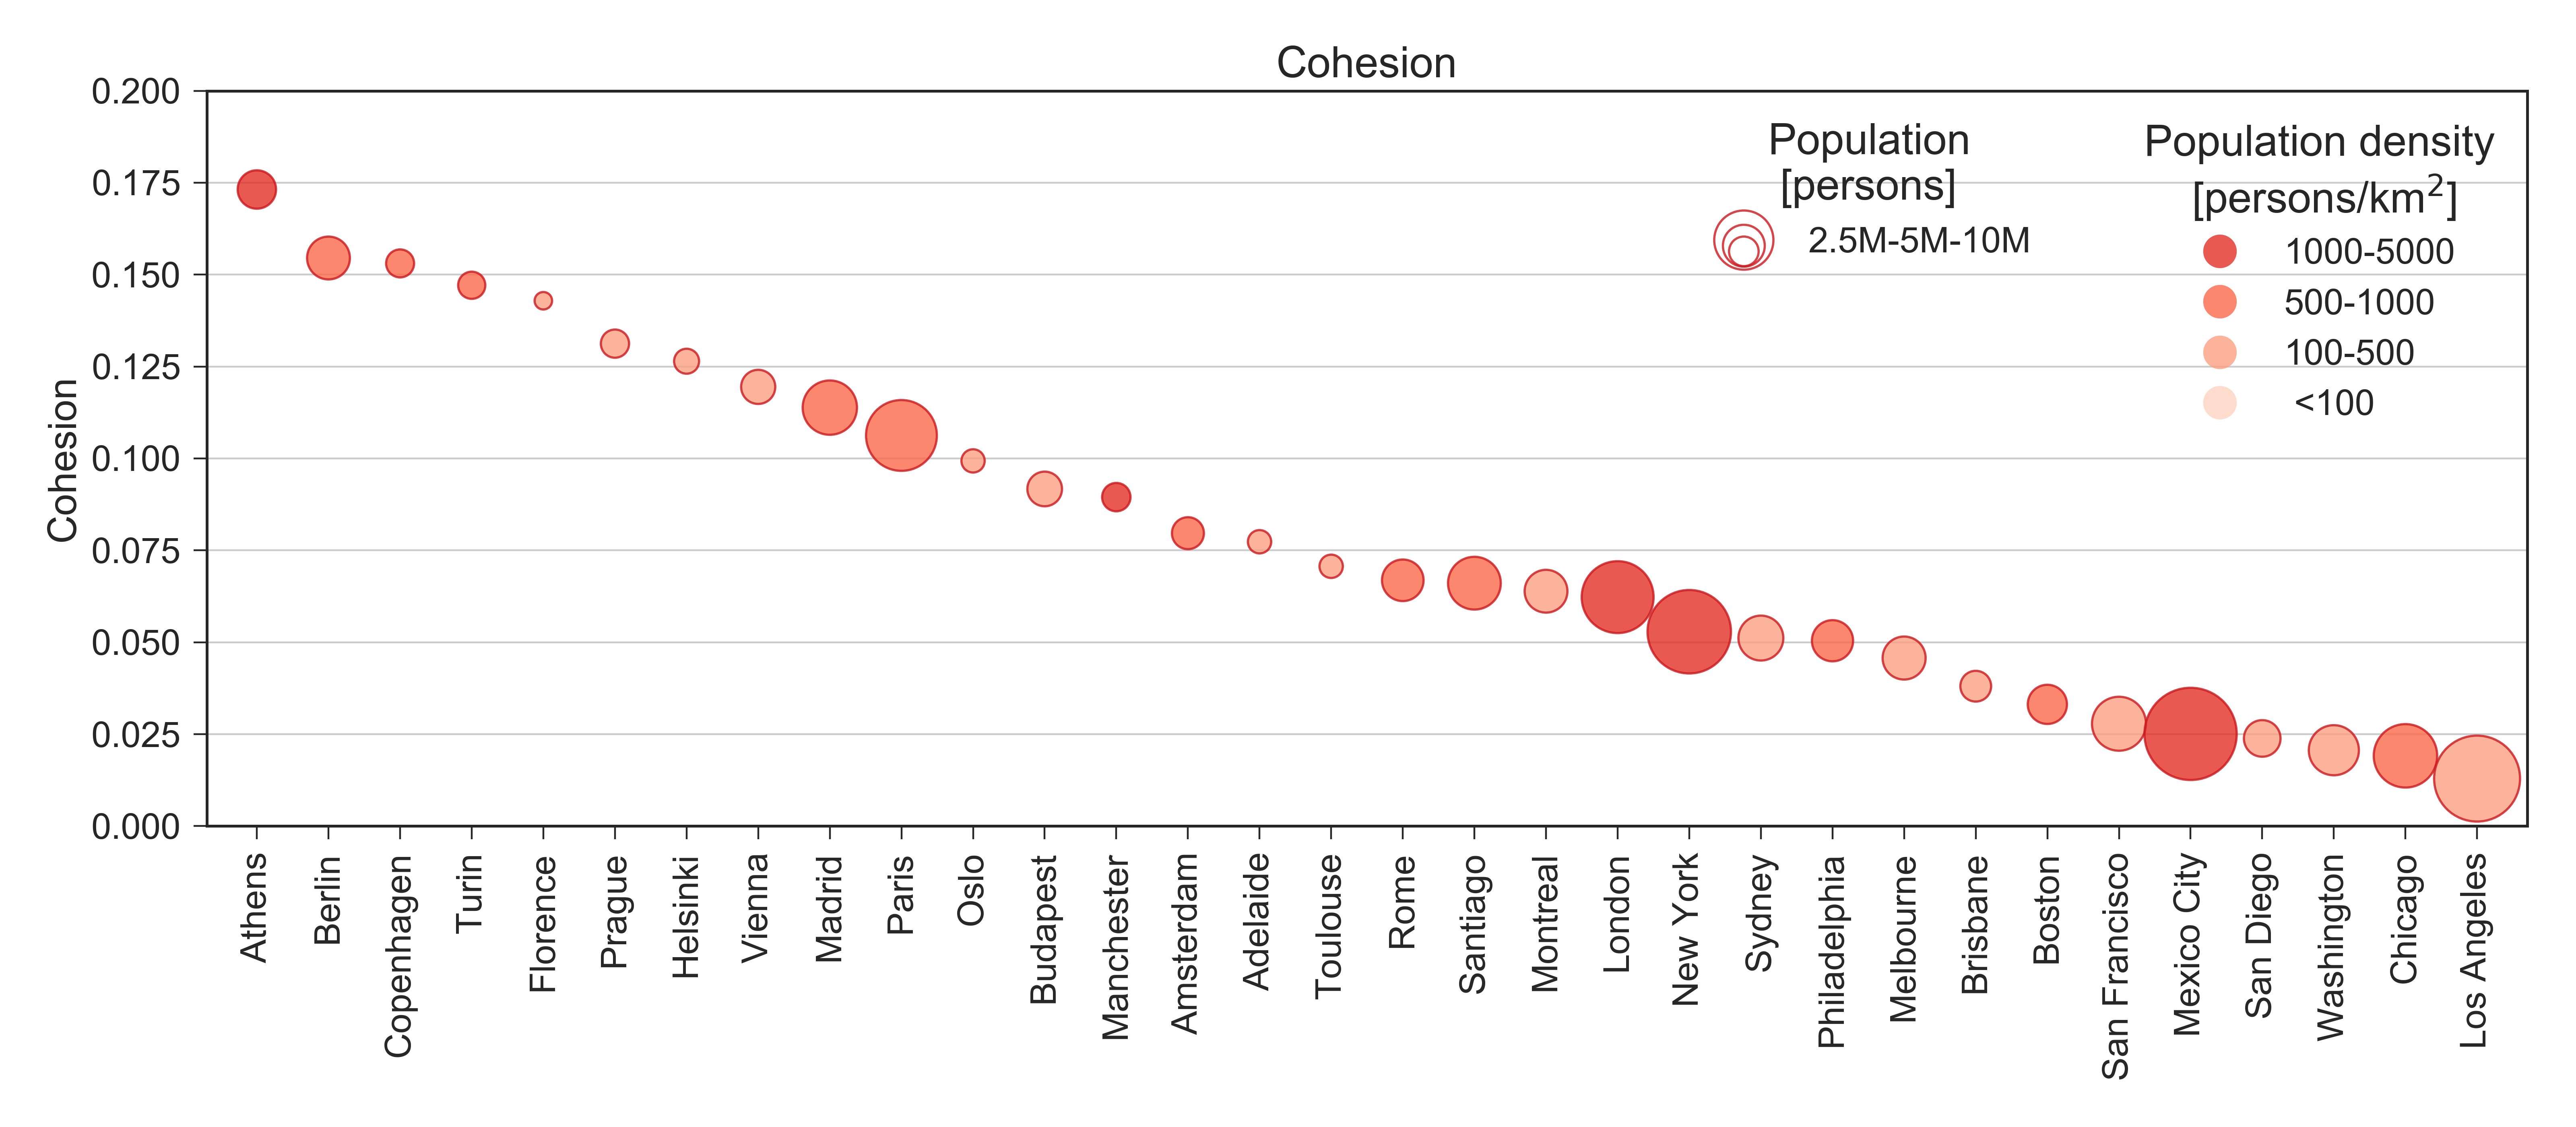 Cohesion
Cohesion
0.200
0.175
0.150
0.125
0.100
0.075
0.050
0.025
0.000
Population
[persons]
2.5M-5M-10M
Population density
[persons/km²]
1000-5000
500-1000
100-500
<100
Athens
Berlin
Copenhagen
Turin
Florence
Prague
Helsinki
Vienna
Madrid
Paris
Oslo
Budapest
Manchester
Amsterdam
Adelaide
Toulouse
Rome
Santiago
Montreal
London
New York
Sydney
Philadelphia
Melbourne
Brisbane
Boston
San Francisco
Mexico City
San Diego
Washington
Chicago
Los Angeles